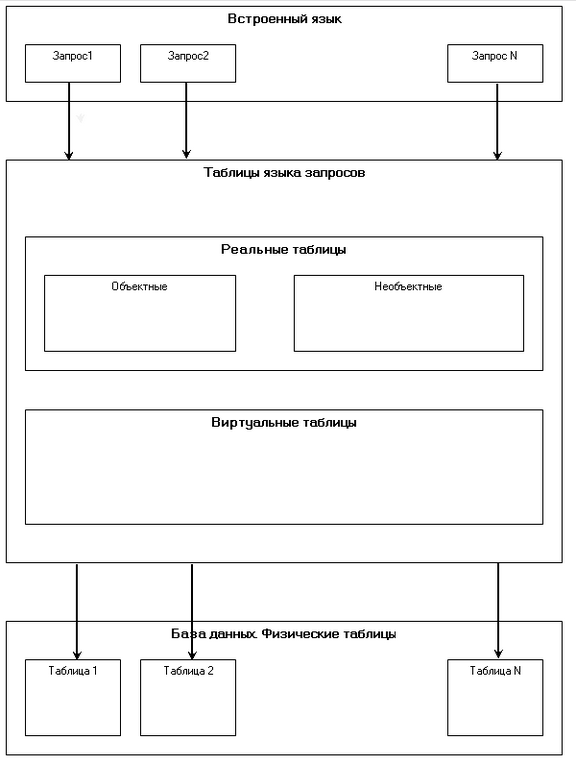 Встроенный язык
Запрос1
Запрос2
Запрос N
Таблицы языка запросов
Реальные таблицы
Объектные
Необъектные
Виртуальные таблицы
База данных. Физические таблицы
Таблица 1
Таблица 2
Таблица N